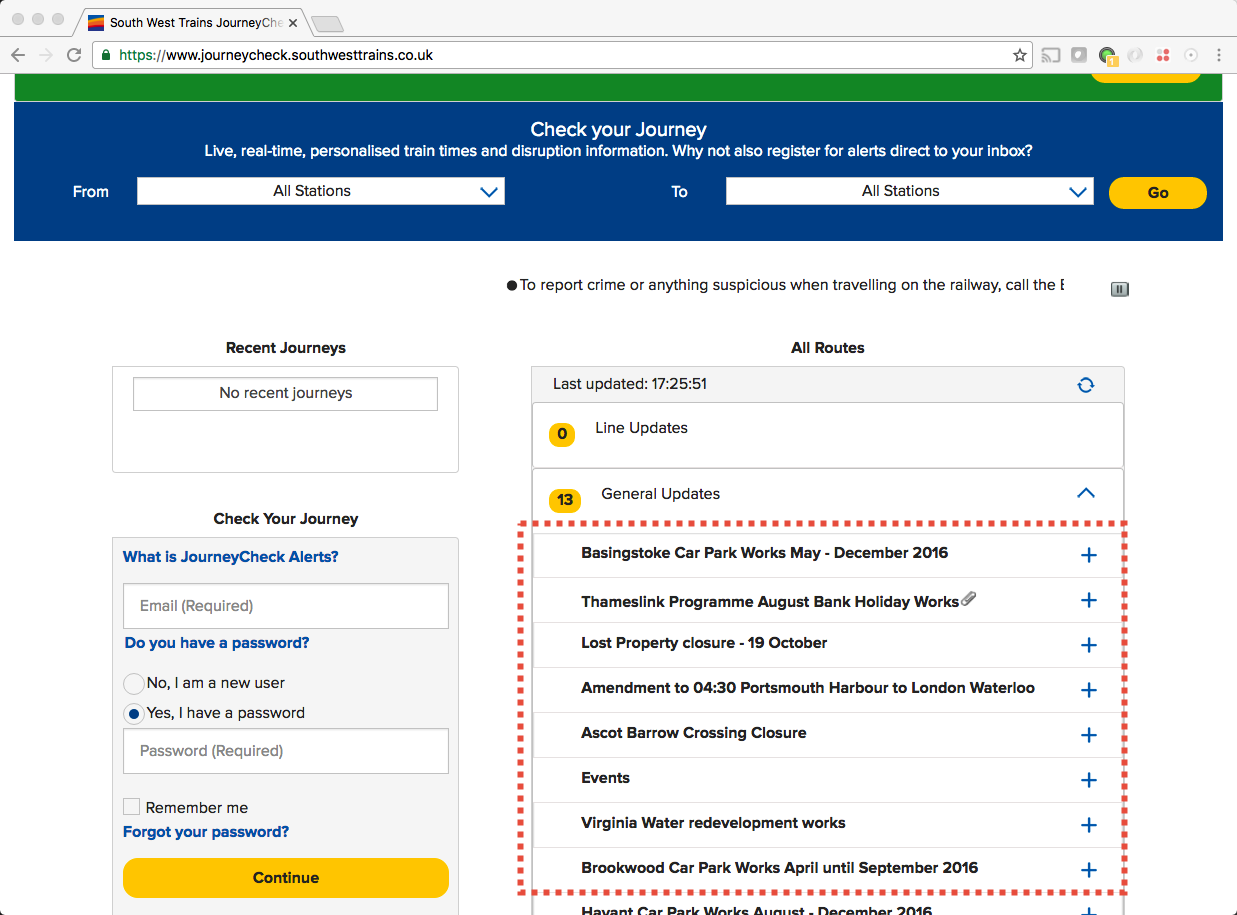 South West Trains JourneyChe
https://www.journeycheck.southwesttrains.co.uk
1
Check your Journey
Live, real-time, personalised train times and disruption information. Why not also register for alerts direct to your inbox?
From All Stations To All Stations Go
To report crime or anything suspicious when travelling on the railway, call the
Recent Journeys
No recent journeys
Check Your Journey
What is JourneyCheck Alerts?
Email (Required)
Do you have a password?
No, I am a new user
Yes, I have a password
Password (Required)
Remember me
Forgot your password?
Continue
All Routes
Last updated: 17:25:51
0 Line Updates
13 General Updates
Basingstoke Car Park Works May - December 2016
Thameslink Programme August Bank Holiday Works
Lost Property closure - 19 October
Amendment to 04:30 Portsmouth Harbour to London Waterloo
Ascot Barrow Crossing Closure
Events
Virginia Water redevelopment works
Brookwood Car Park Works April until September 2016
Havant Car Park Works August - December 2016